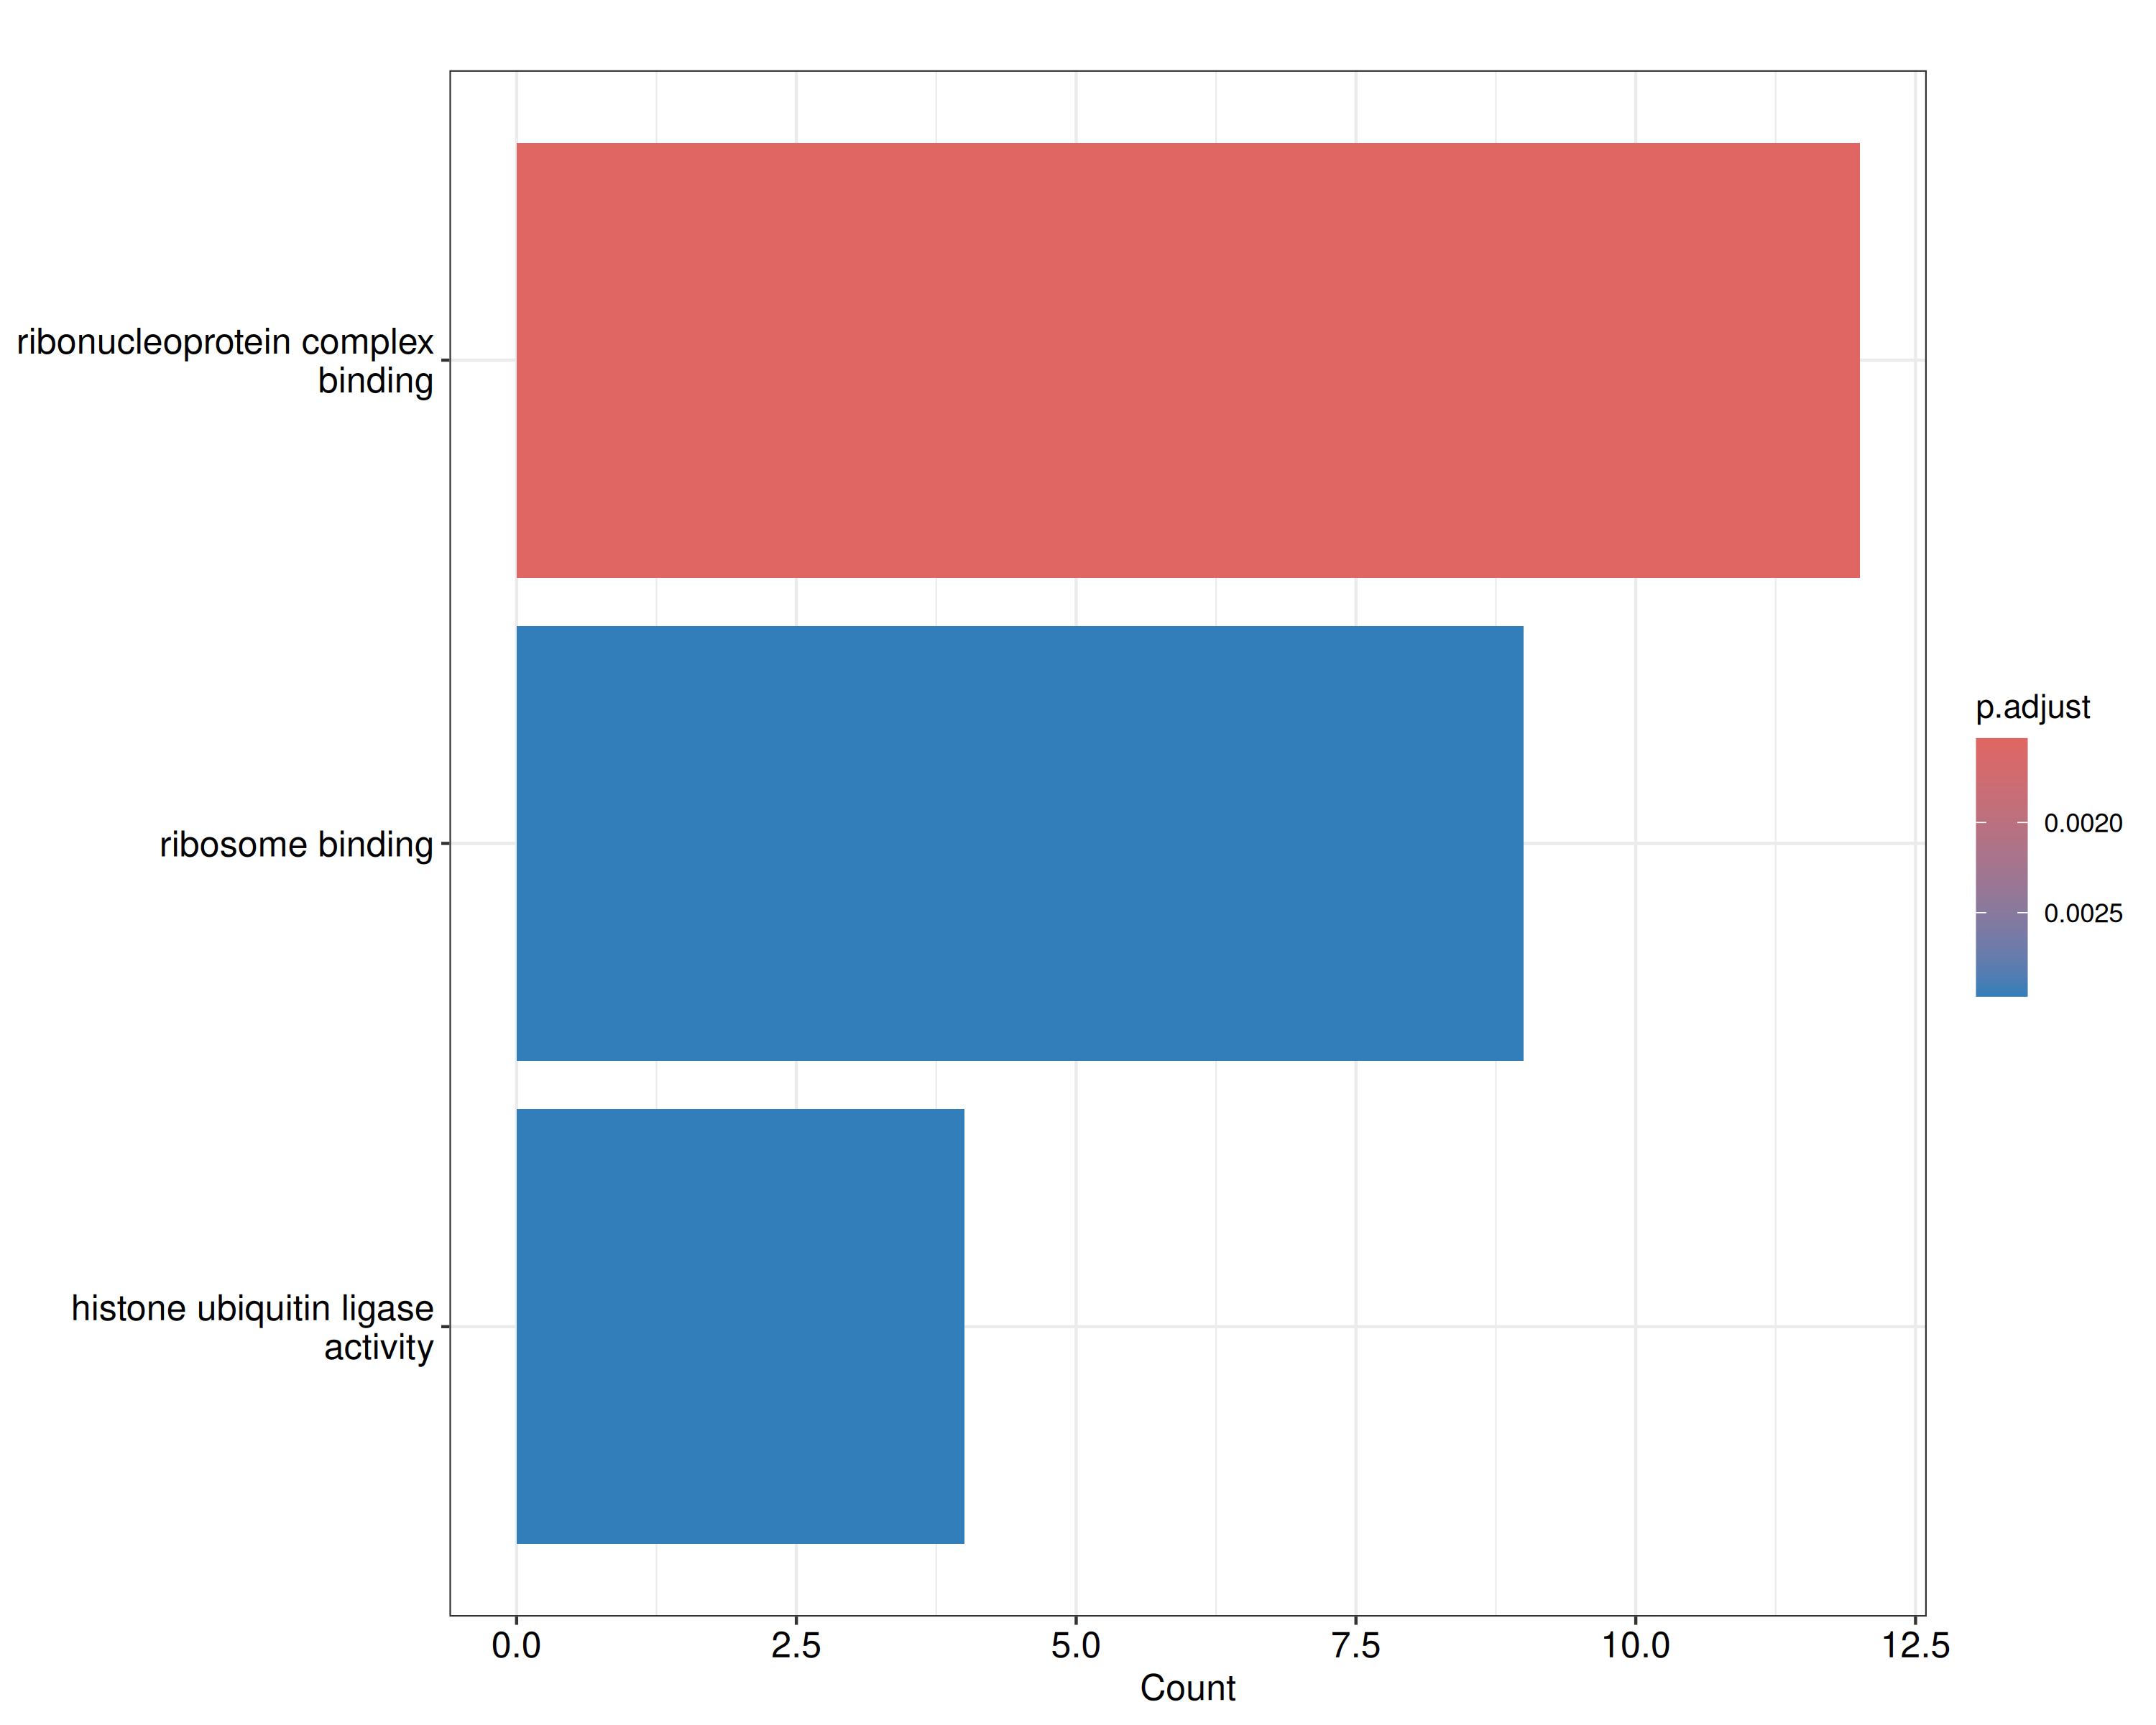 ribonucleoprotein complex
binding
ribosome binding
histone ubiquitin ligase
activity
0.0
2.5
5.0
7.5
10.0
12.5
Count
p.adjust
0.0020
0.0025